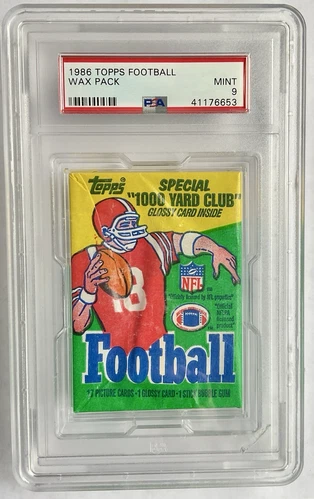 1986 TOPPS FOOTBALL
MINT
WAX PACK
9
PSA
41176653
Topps
SPECIAL
"1000 YARD CLUB"
GLOSSY CARD INSIDE
18
NFL
Football
17 PICTURE CARDS · 1 GLOSSY CARD · 1 STICK BUBBLE GUM